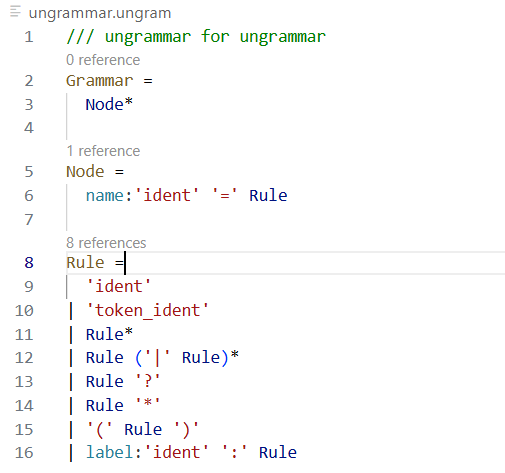 ungrammar.ungram
1 /// ungrammar for ungrammar
0 reference
2 Grammar =
3 Node*
4
1 reference
5 Node =
6 name:'ident' '=' Rule
7
8 references
8 Rule =
9 'ident'
10 | 'token_ident'
11 | Rule*
12 | Rule ('|' Rule)*
13 | Rule '?'
14 | Rule '*'
15 | '(' Rule ')'
16 | label:'ident' ':' Rule